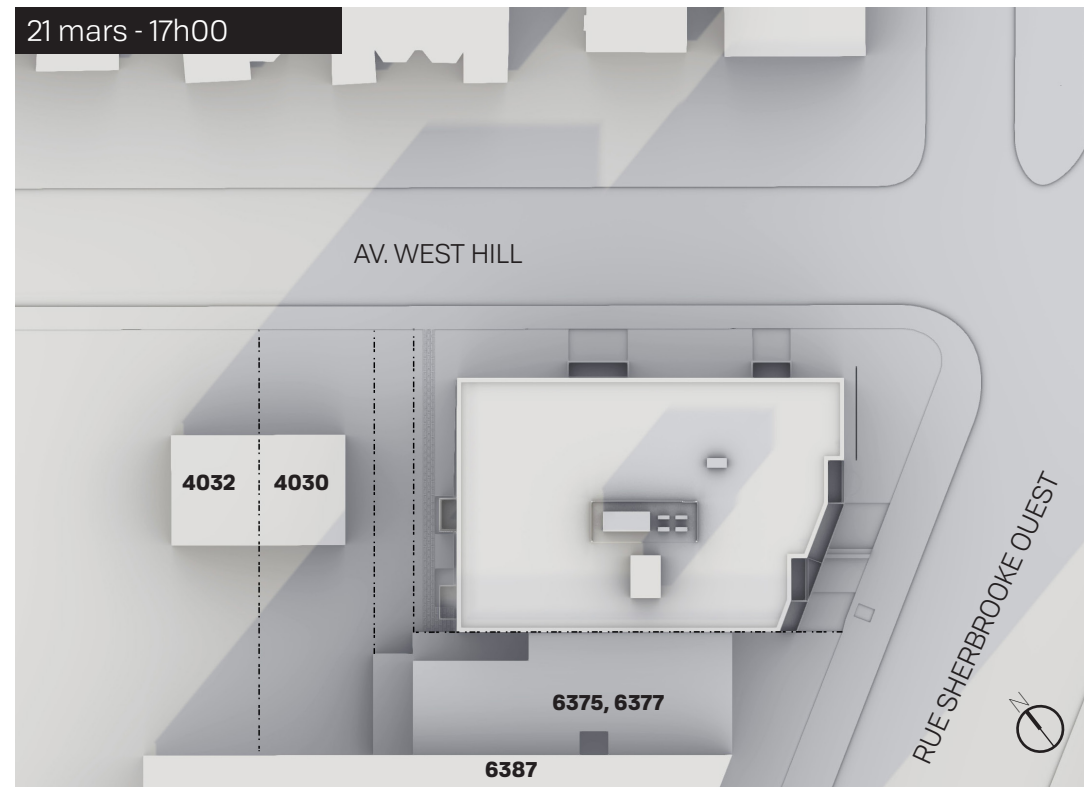 21 mars - 17h00
AV. WEST HILL
4032
4030
6375, 6377
6387
RUE SHERBROOKE OUEST
N